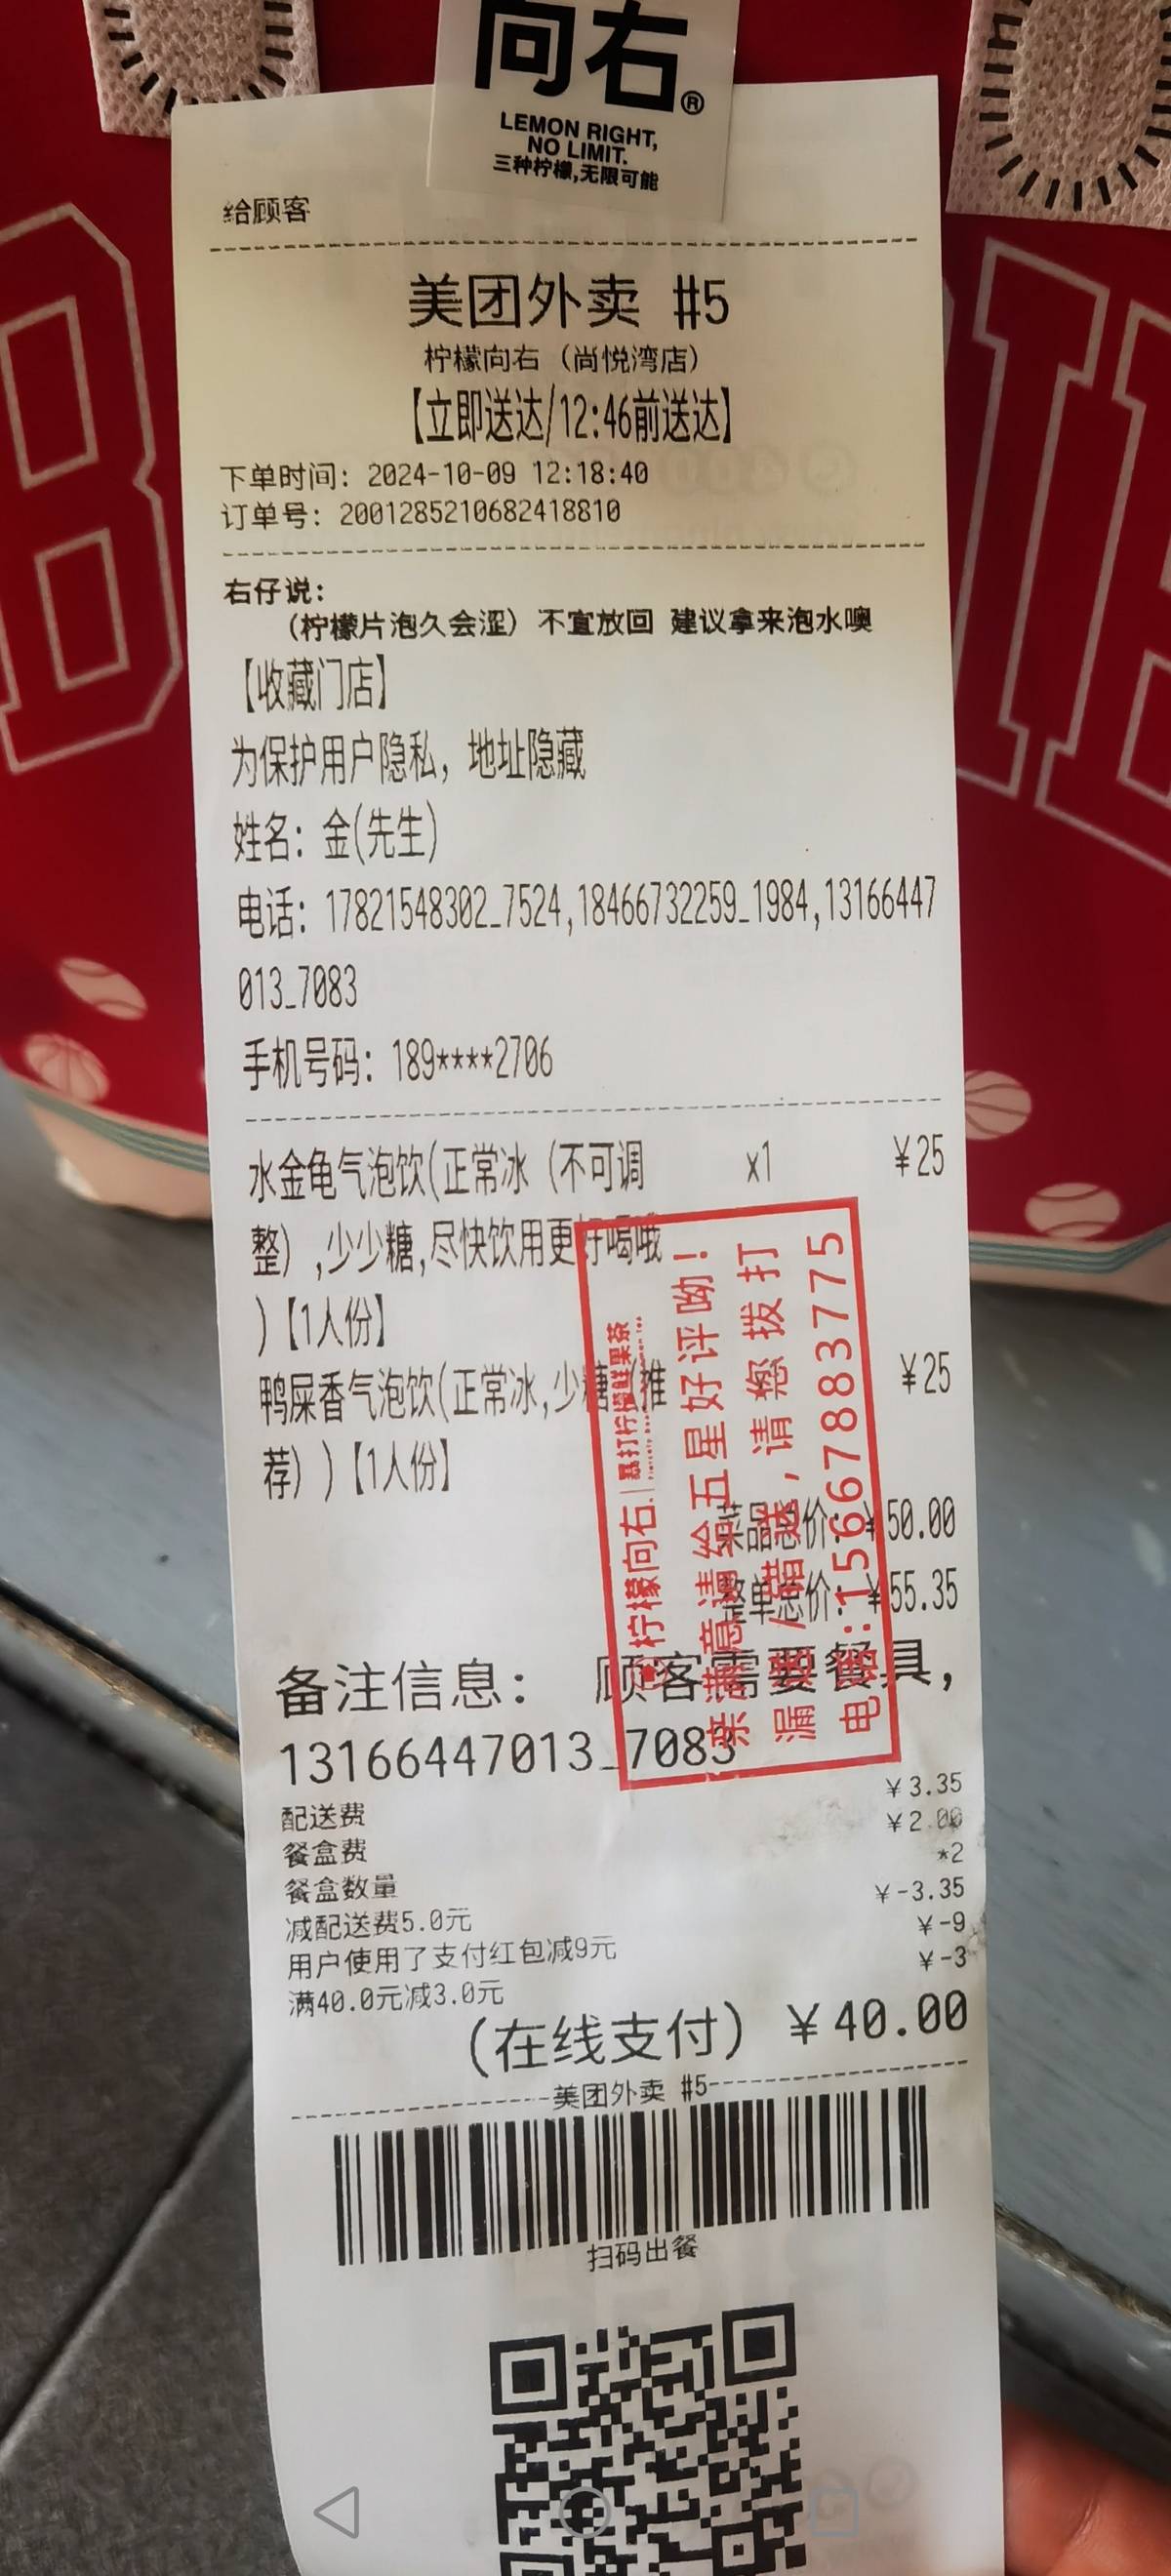 向右®
LEMON RIGHT,
NO LIMIT.
三种柠檬,无限可能
给顾客
美团外卖 #5
柠檬向右（尚悦湾店）
【立即送达/12:46前送达】
下单时间: 2024-10-09 12:18:40
订单号: 2001285210682418810
右仔说:
（柠檬片泡久会涩）不宜放回 建议拿来泡水噢
【收藏门店】
为保护用户隐私，地址隐藏
姓名: 金(先生)
电话: 17821548302_7524,18466732259_1984,13166447
013_7083
手机号码: 189****2706
水金龟气泡饮(正常冰（不可调 x1 ¥25
整）,少少糖,尽快饮用更好喝哦
)【1人份】
鸭屎香气泡饮(正常冰,少糖（推 ¥25
荐）)【1人份】
菜品总价: ¥50.00
整单总价: ¥55.35
备注信息: 顾客需要餐具，
13166447013_7083
柠檬向右 | 暴打柠檬鲜果茶
亲满意请给五星好评呦！
请您拨打
电话:15667883775
配送费 ¥3.35
餐盒费 ¥2.00
餐盒数量 *2
减配送费5.0元 ¥-3.35
用户使用了支付红包减9元 ¥-9
满40.0元减3.0元 ¥-3
(在线支付) ¥40.00
美团外卖 #5
扫码出餐